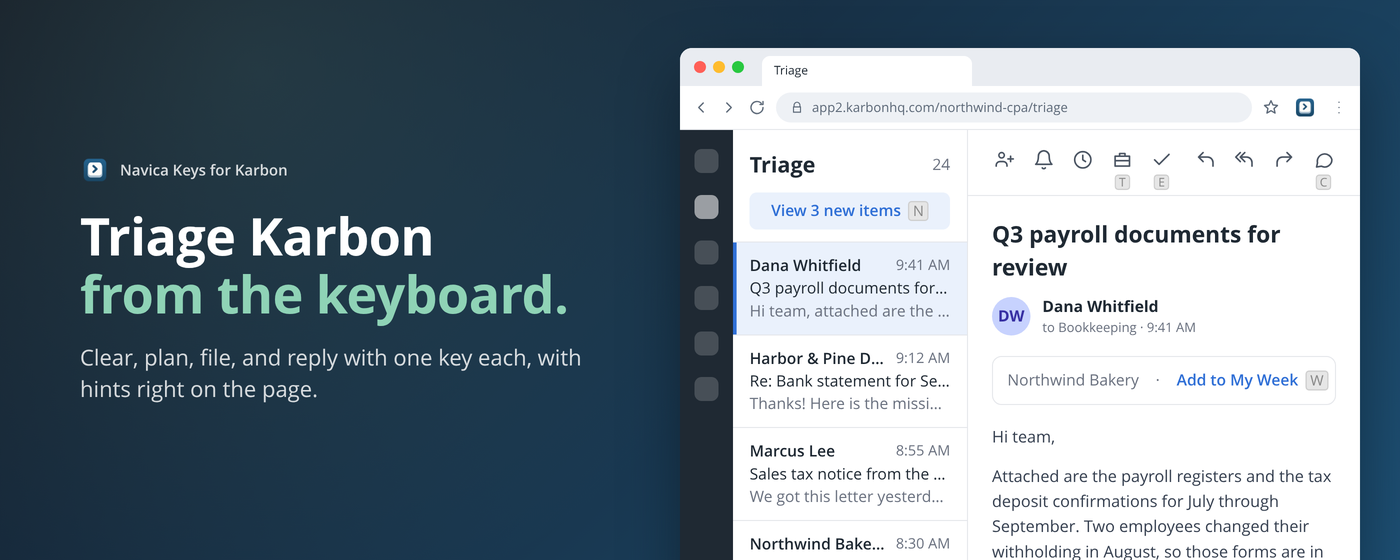 Navica Keys for Karbon
Triage Karbon
from the keyboard.
Clear, plan, file, and reply with one key each, with
hints right on the page.
Triage
app2.karbonhq.com/northwind-cpa/triage
Triage 24
View 3 new items N
Dana Whitfield 9:41 AM
Q3 payroll documents for...
Hi team, attached are the ...
Harbor & Pine D... 9:12 AM
Re: Bank statement for Se...
Thanks! Here is the missi...
Marcus Lee 8:55 AM
Sales tax notice from the ...
We got this letter yesterd...
Northwind Bake... 8:30 AM
T E C
Q3 payroll documents for
review
DW
Dana Whitfield
to Bookkeeping · 9:41 AM
Northwind Bakery · Add to My Week W
Hi team,
Attached are the payroll registers and the tax
deposit confirmations for July through
September. Two employees changed their
withholding in August, so those forms are in